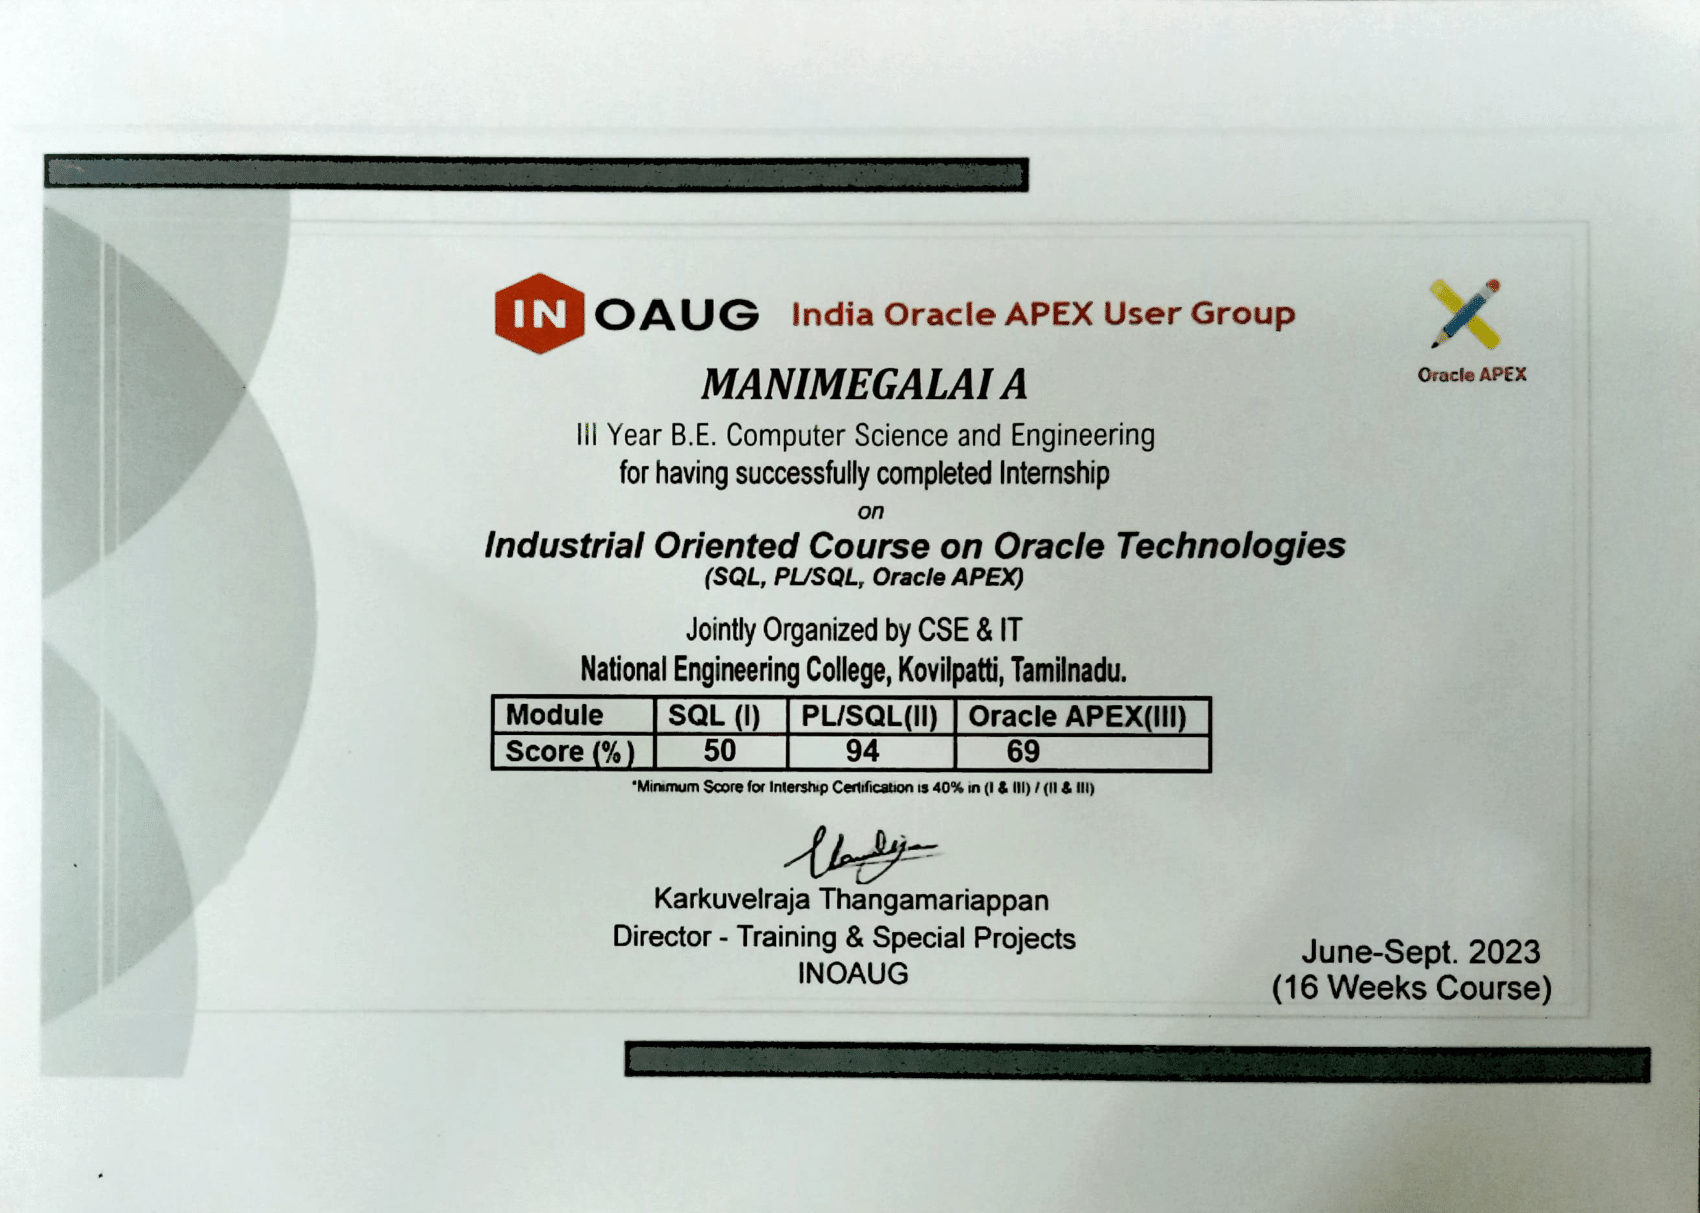 IN OAUG India Oracle APEX User Group
Oracle APEX
MANIMEGALAI A
III Year B.E. Computer Science and Engineering
for having successfully completed Internship
on
Industrial Oriented Course on Oracle Technologies
(SQL, PL/SQL, Oracle APEX)
Jointly Organized by CSE & IT
National Engineering College, Kovilpatti, Tamilnadu.
Module SQL (I) PL/SQL(II) Oracle APEX(III)
Score (%) 50 94 69
*Minimum Score for Intership Certification is 40% in (I & III) / (II & III)
Karkuvelraja Thangamariappan
Director - Training & Special Projects
INOAUG
June-Sept. 2023
(16 Weeks Course)